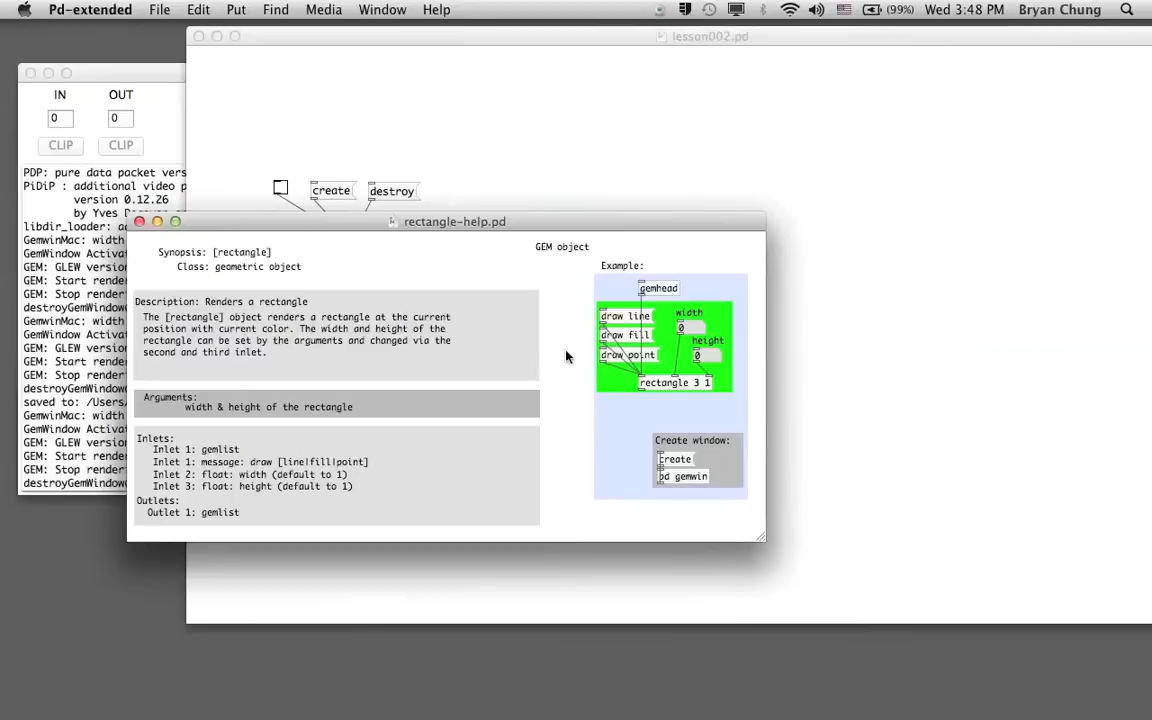 Pd-extended File Edit Put Find Media Window Help (99%) Wed 3:48 PM Bryan Chung
lesson002.pd
IN OUT
0 0
CLIP CLIP
PDP: pure data packet vers
PiDiP : additional video p
version 0.12.26
by Yves
libdir_loader:
GemwinMac: width
GemWindow Activa
GEM: GLEW version
GEM: Start render
GEM: Stop render
destroyGemWindow(
GemwinMac: width
GemWindow Activa
GEM: GLEW version
GEM: Start render
GEM: Stop render
destroyGemWindow(
saved to: /Users/
GemwinMac: width
GemWindow Activa
GEM: GLEW version
GEM: Start render
GEM: Stop render
destroyGemWindow(
create destroy
rectangle-help.pd
Synopsis: [rectangle]
Class: geometric object
GEM object
Description: Renders a rectangle
The [rectangle] object renders a rectangle at the current
position with current color. The width and height of the
rectangle can be set by the arguments and changed via the
second and third inlet.
Arguments:
width & height of the rectangle
Inlets:
Inlet 1: gemlist
Inlet 1: message: draw [line|fill|point]
Inlet 2: float: width (default to 1)
Inlet 3: float: height (default to 1)
Outlets:
Outlet 1: gemlist
Example:
gemhead
draw line
width
0
draw fill
height
draw point
0
rectangle 3 1
Create window:
create
pd gemwin